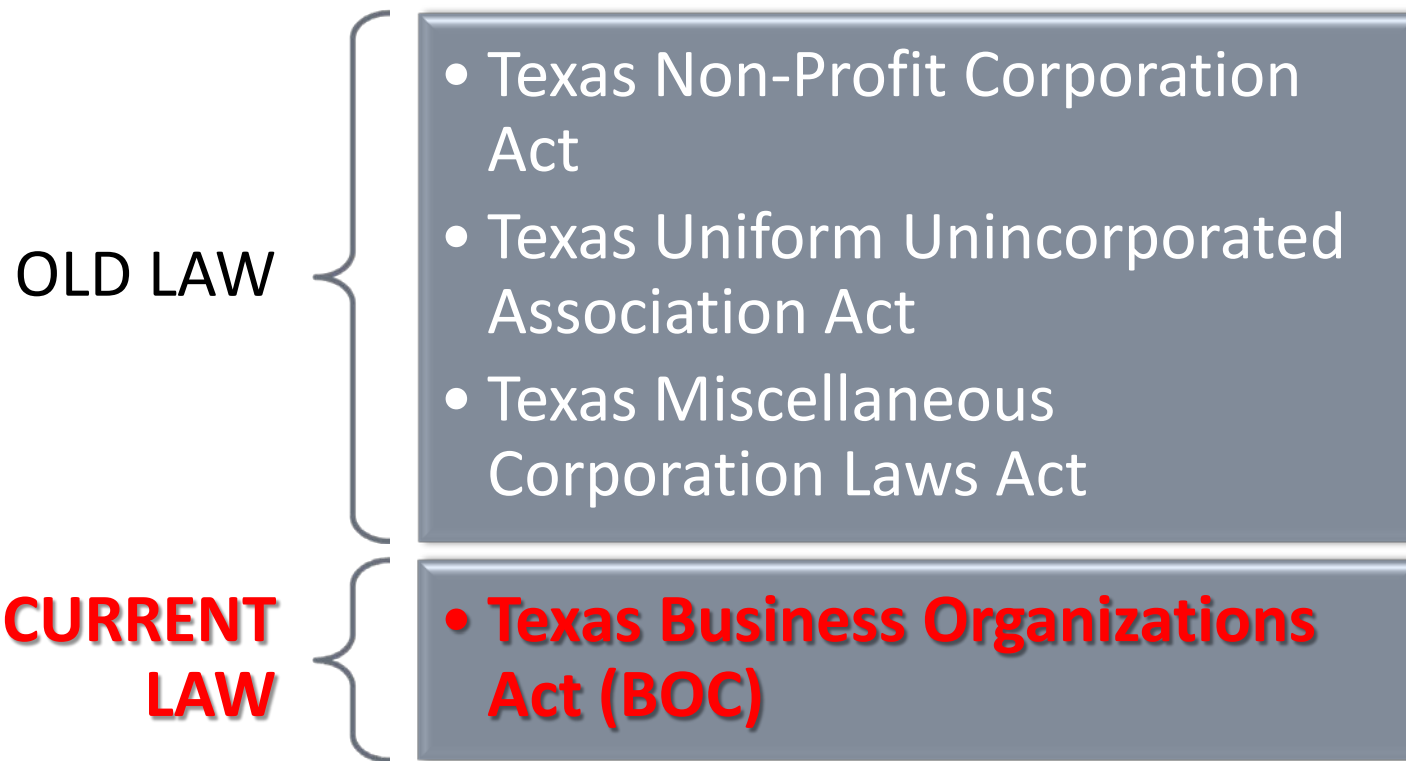 OLD LAW
• Texas Non-Profit Corporation
Act
• Texas Uniform Unincorporated
Association Act
• Texas Miscellaneous
Corporation Laws Act
CURRENT
LAW
• Texas Business Organizations
Act (BOC)